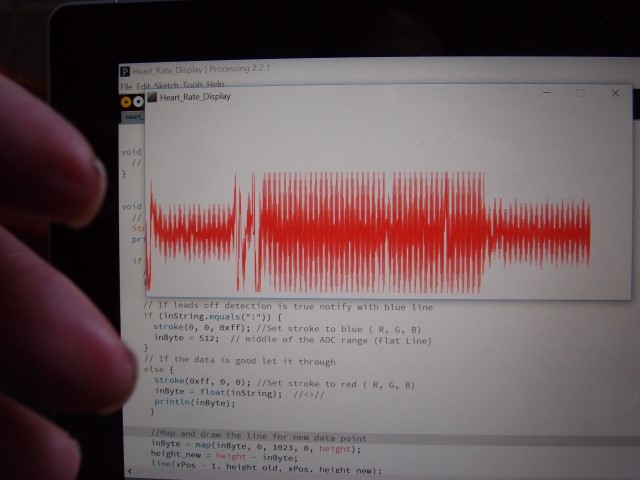 Heart_Rate_Display | Processing 2.2.1
File Edit Sketch Tools Help
Heart_Rate_Display
Heart_
void
//
}
void
//
Str
pri
if
// If leads off detection is true notify with blue line
if (inString.equals("!")) {
stroke(0, 0, 0xff); //Set stroke to blue ( R, G, B)
inByte = 512;  // middle of the ADC range (Flat Line)
}
// If the data is good let it through
else {
stroke(0xff, 0, 0); //Set stroke to red ( R, G, B)
inByte = float(inString);  //<>//
println(inByte);
}
//Map and draw the line for new data point
inByte = map(inByte, 0, 1023, 0, height);
height_new = height - inByte;
line(xPos - 1, height_old, xPos, height_new);